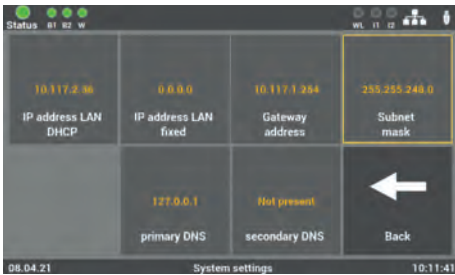 Status B1 B2 W WL I1 I2
10.117.2.96 0.0.0.0 10.117.1.254 255.255.248.0
IP address LAN IP address LAN Gateway Subnet
DHCP fixed address mask
127.0.0.1 Not present
primary DNS secondary DNS Back
08.04.21 System settings 10:11:41